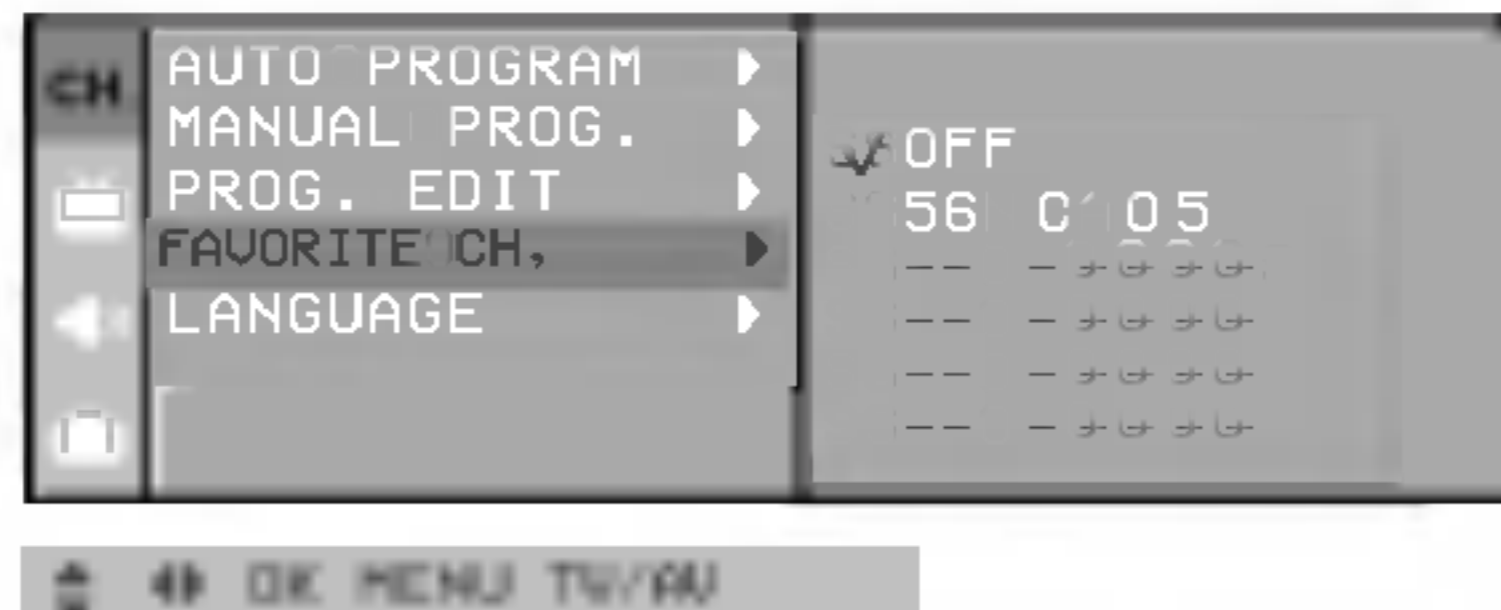 CH
AUTO PROGRAM
MANUAL PROG.
PROG. EDIT
FAVORITE CH,
LANGUAGE
OFF
56 C 05
-- -----
-- -----
-- -----
-- -----
OK MENU TV/AV